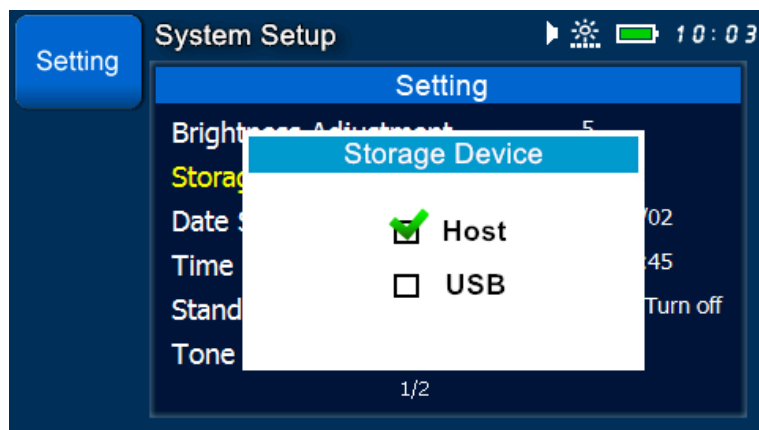 System Setup 10:03
Setting
Setting
Brightness Adjustment 5
Storage Device
Storag
Host
Date S /02
USB
Time :45
Stand Turn off
Tone
1/2